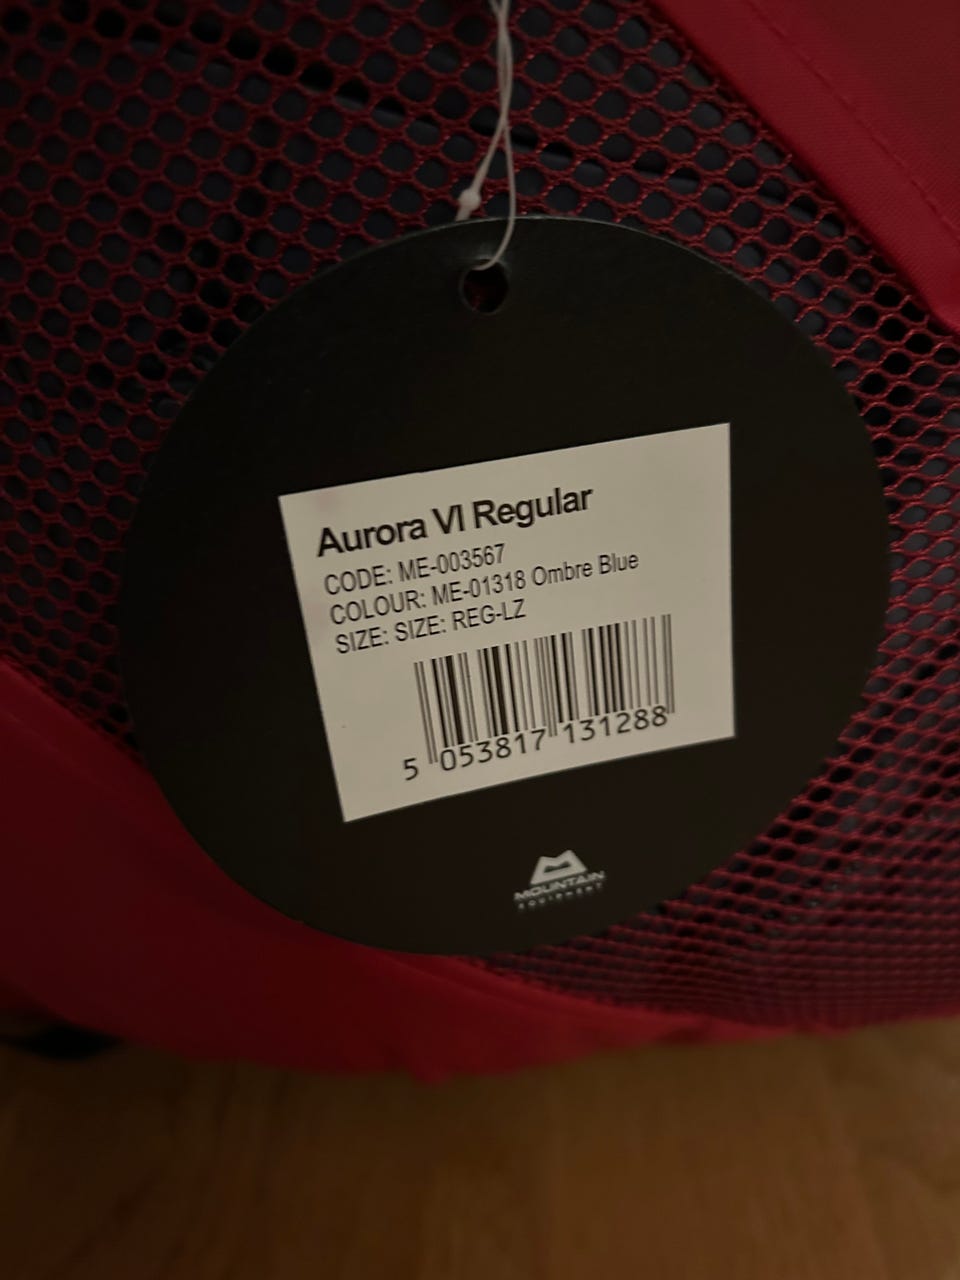 Aurora VI Regular
CODE: ME-003567
COLOUR: ME-01318 Ombre Blue
SIZE: SIZE: REG-LZ
5 053817 131288
MOUNTAIN
EQUIPMENT